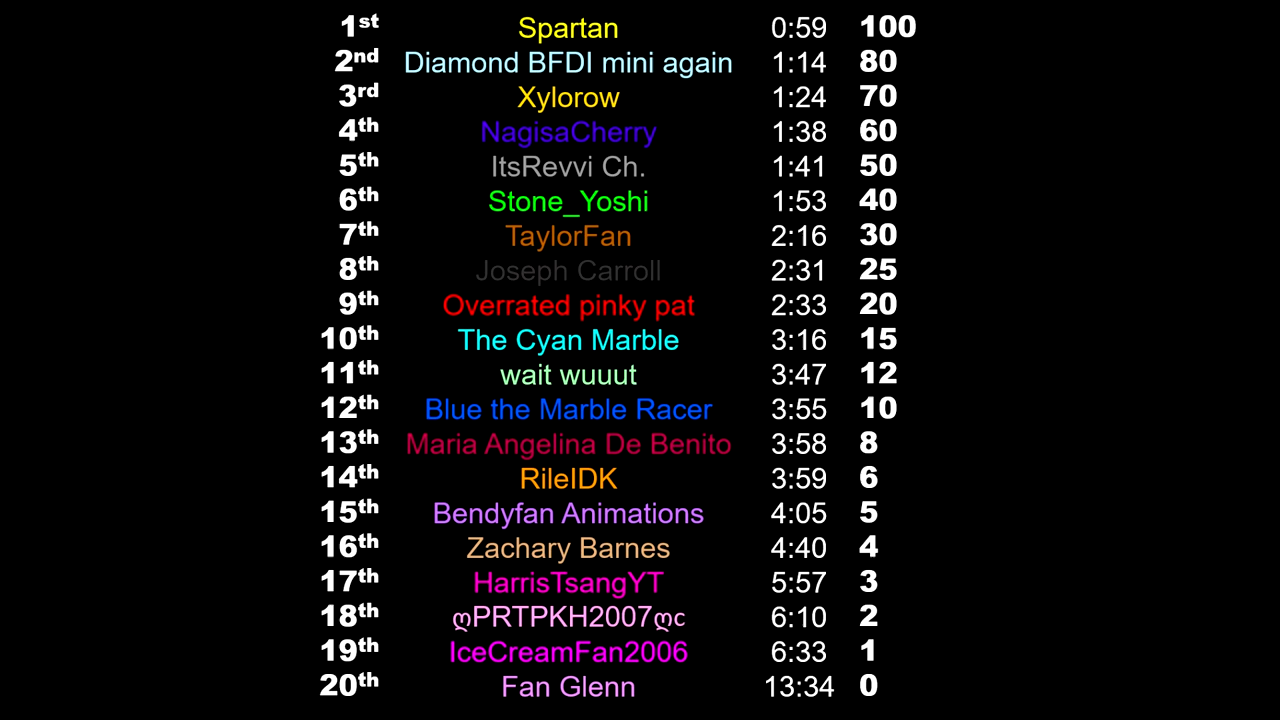 1st Spartan 0:59 100
2nd Diamond BFDI mini again 1:14 80
3rd Xylorow 1:24 70
4th NagisaCherry 1:38 60
5th ItsRevvi Ch. 1:41 50
6th Stone_Yoshi 1:53 40
7th TaylorFan 2:16 30
8th Joseph Carroll 2:31 25
9th Overrated pinky pat 2:33 20
10th The Cyan Marble 3:16 15
11th wait wuuut 3:47 12
12th Blue the Marble Racer 3:55 10
13th Maria Angelina De Benito 3:58 8
14th RileIDK 3:59 6
15th Bendyfan Animations 4:05 5
16th Zachary Barnes 4:40 4
17th HarrisTsangYT 5:57 3
18th ღPRTPKH2007ღc 6:10 2
19th IceCreamFan2006 6:33 1
20th Fan Glenn 13:34 0